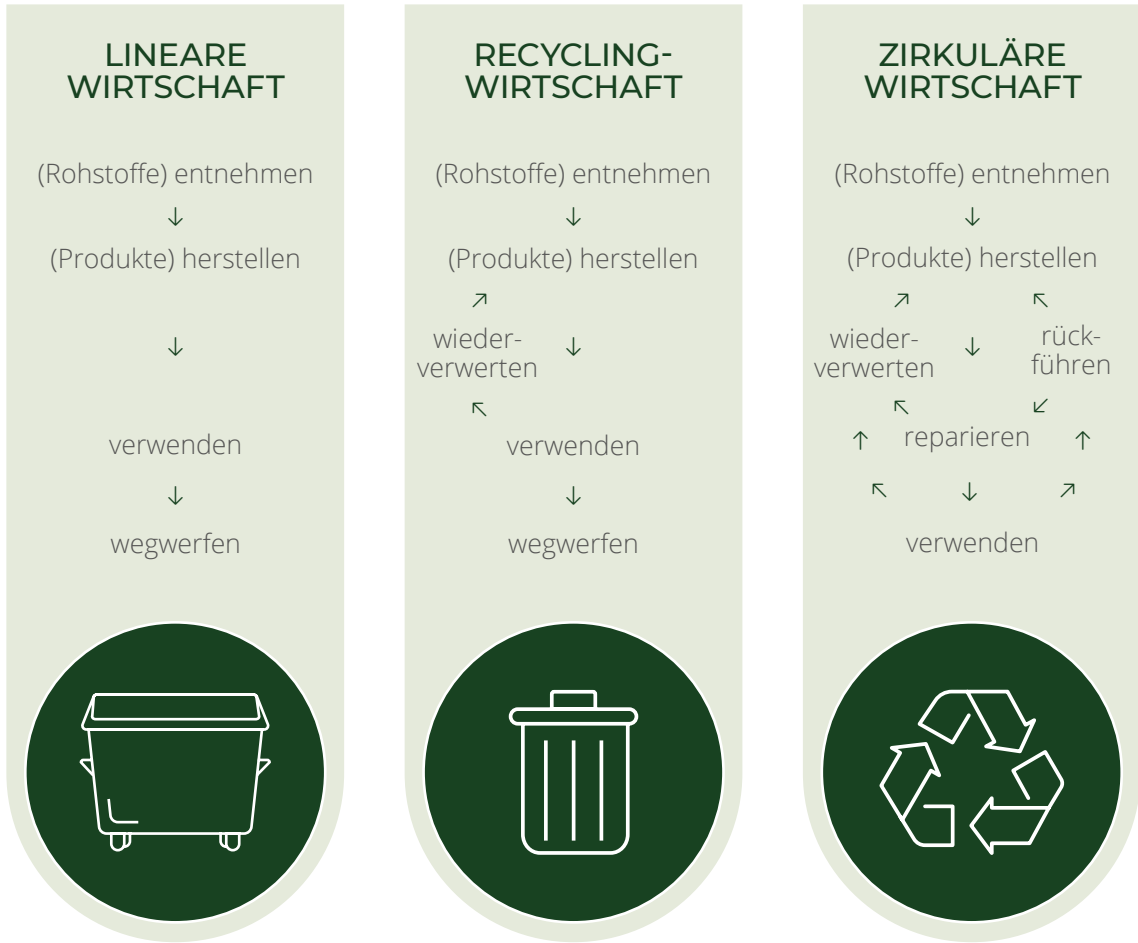 LINEARE
WIRTSCHAFT
(Rohstoffe) entnehmen
↓
(Produkte) herstellen
↓
verwenden
↓
wegwerfen
RECYCLING-
WIRTSCHAFT
(Rohstoffe) entnehmen
↓
(Produkte) herstellen
↗
wieder-
verwerten
↓
↖
verwenden
↓
wegwerfen
ZIRKULÄRE
WIRTSCHAFT
(Rohstoffe) entnehmen
↓
(Produkte) herstellen
↗ ↖
wieder-
verwerten
↓
rück-
führen
↖ ↙
↑ reparieren ↑
↖ ↓ ↗
verwenden